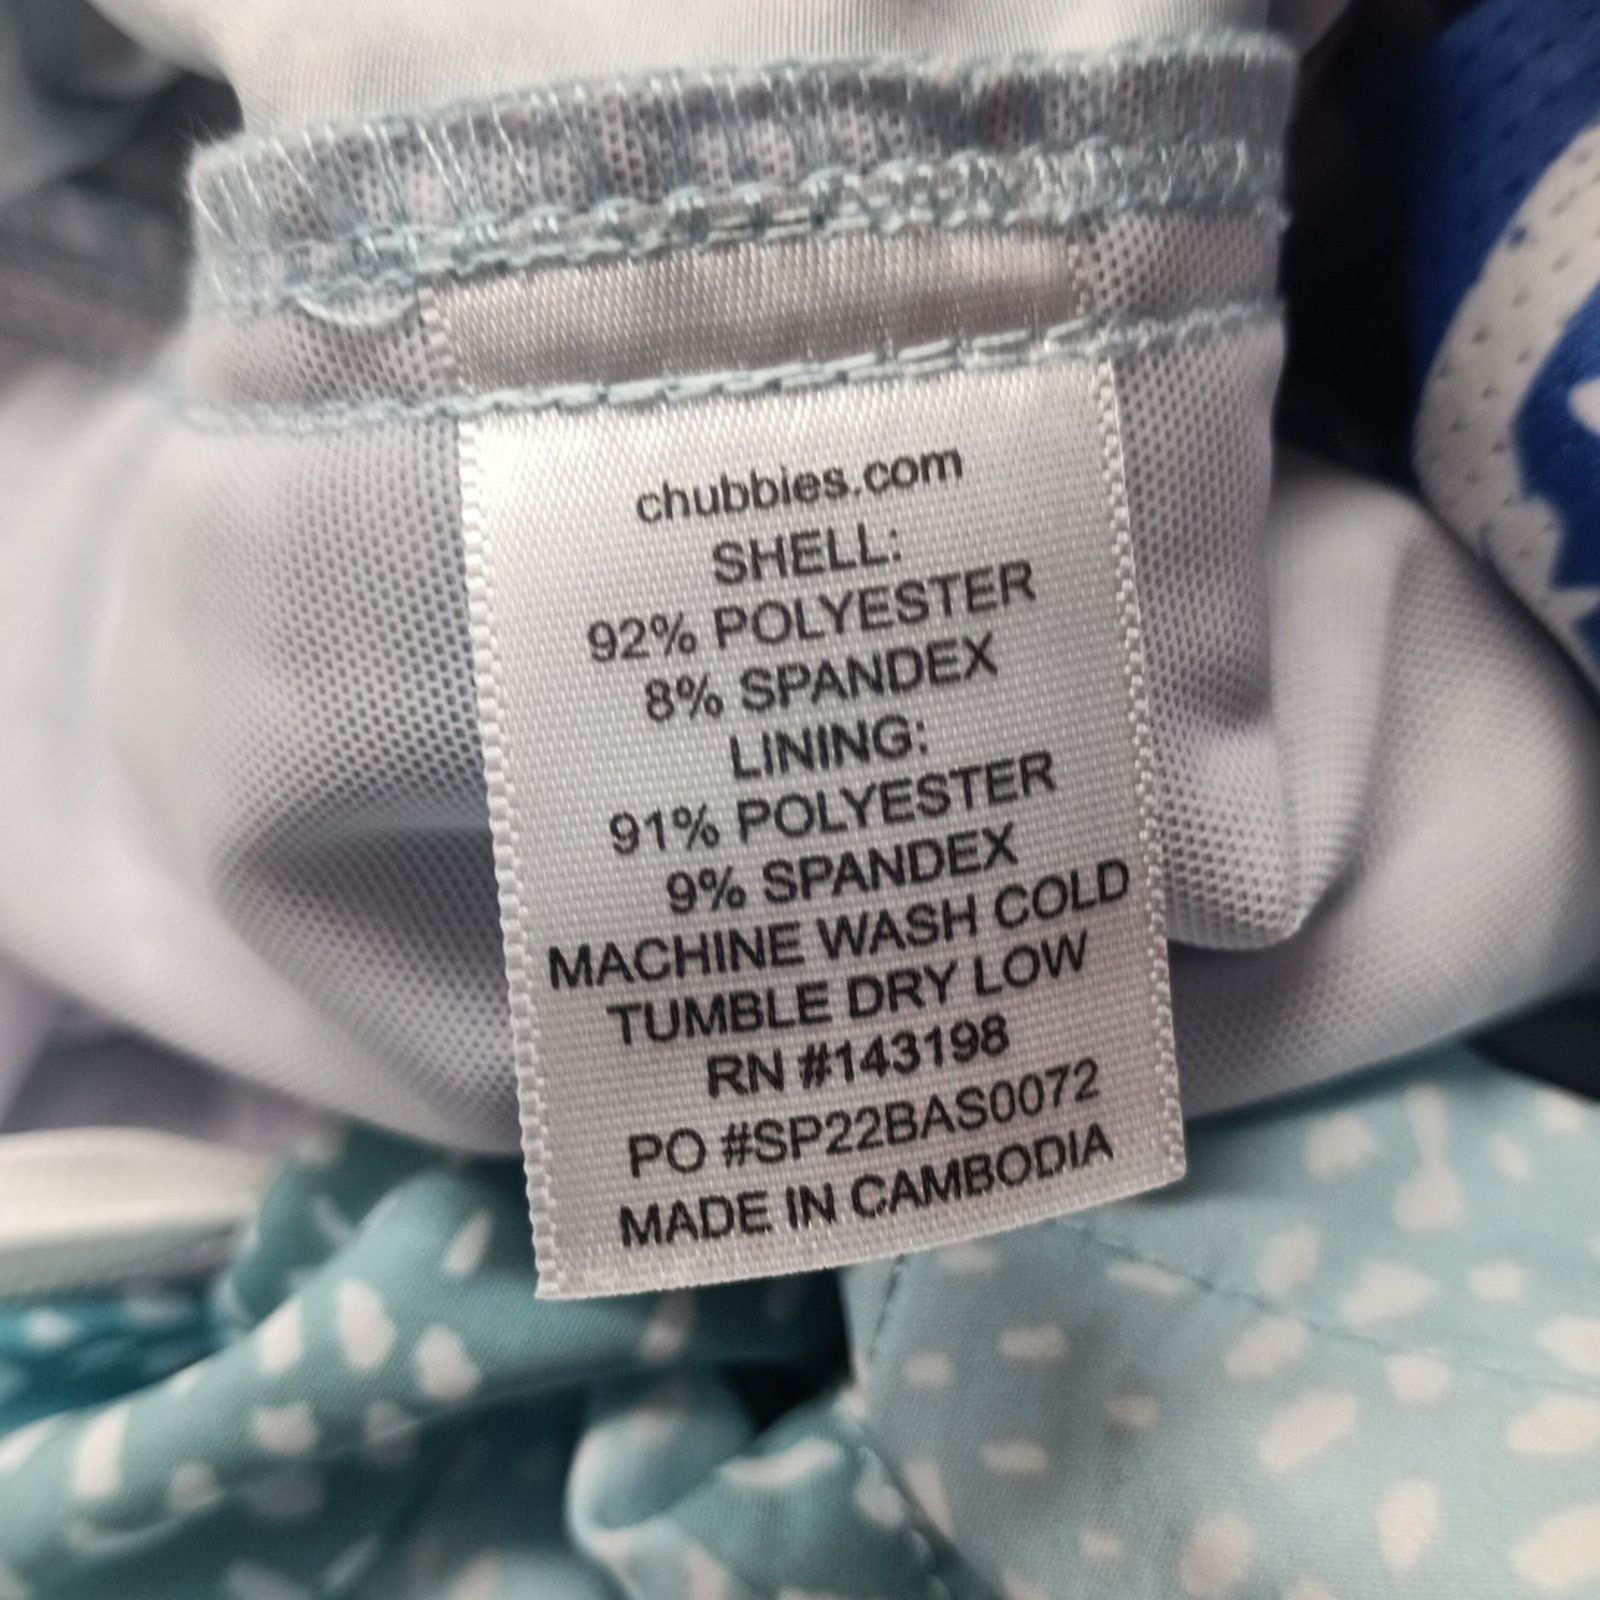 chubbies.com
SHELL:
92% POLYESTER
8% SPANDEX
LINING:
91% POLYESTER
9% SPANDEX
MACHINE WASH COLD
TUMBLE DRY LOW
RN #143198
PO #SP22BAS0072
MADE IN CAMBODIA